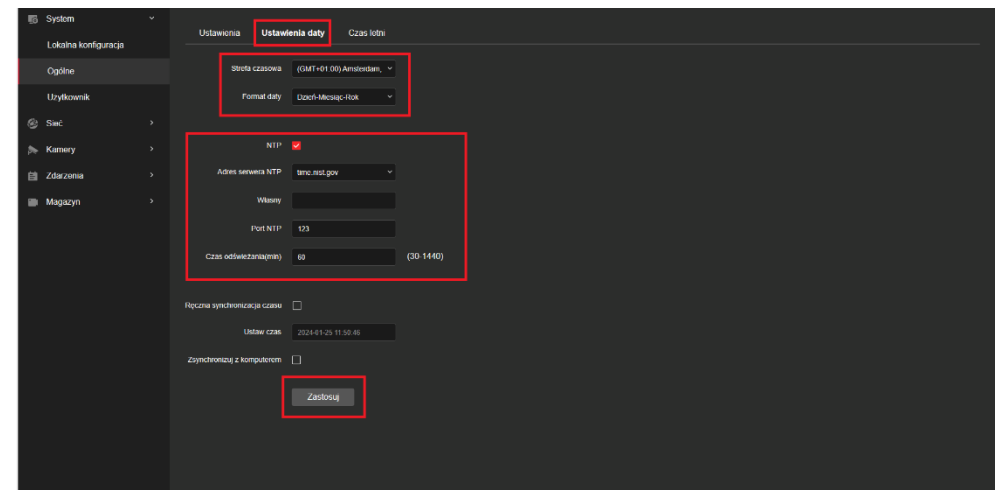 System
Lokalna konfiguracja
Ogólne
Użytkownik
Sieć
Kamery
Zdarzenia
Magazyn
Ustawienia Ustawienia daty Czas letni
Strefa czasowa (GMT+01:00) Amsterdam,
Format daty Dzień-Miesiąc-Rok
NTP
Adres serwera NTP time.nist.gov
Własny
Port NTP 123
Czas odświeżania(min) 60 (30-1440)
Ręczna synchronizacja czasu
Ustaw czas 2024-01-25 11:50:46
Zsynchronizuj z komputerem
Zastosuj